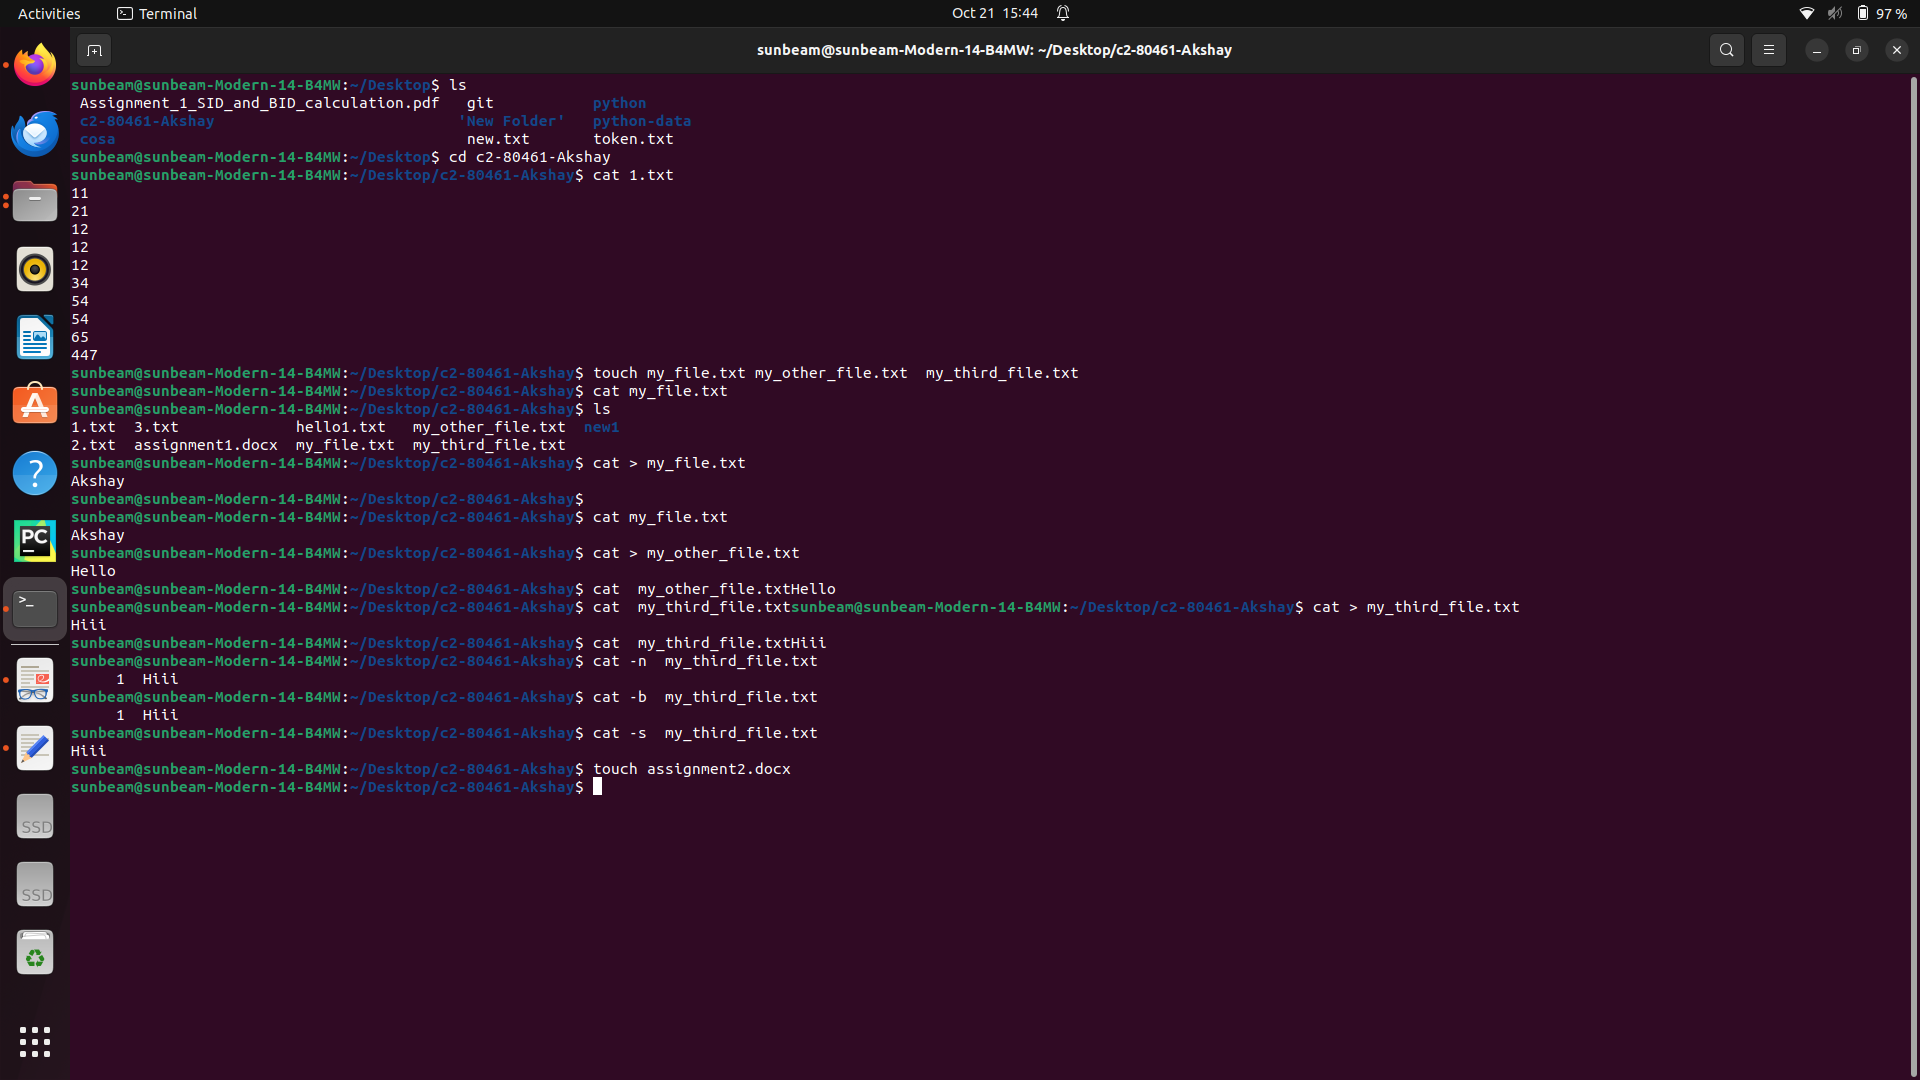 Activities Terminal Oct 21 15:44 97 %
sunbeam@sunbeam-Modern-14-B4MW: ~/Desktop/c2-80461-Akshay
sunbeam@sunbeam-Modern-14-B4MW:~/Desktop$ ls
Assignment_1_SID_and_BID_calculation.pdf git python
c2-80461-Akshay 'New Folder' python-data
cosa new.txt token.txt
sunbeam@sunbeam-Modern-14-B4MW:~/Desktop$ cd c2-80461-Akshay
sunbeam@sunbeam-Modern-14-B4MW:~/Desktop/c2-80461-Akshay$ cat 1.txt
11
21
12
12
12
34
54
54
65
447
sunbeam@sunbeam-Modern-14-B4MW:~/Desktop/c2-80461-Akshay$ touch my_file.txt my_other_file.txt  my_third_file.txt
sunbeam@sunbeam-Modern-14-B4MW:~/Desktop/c2-80461-Akshay$ cat my_file.txt
sunbeam@sunbeam-Modern-14-B4MW:~/Desktop/c2-80461-Akshay$ ls
1.txt  3.txt             hello1.txt   my_other_file.txt  new1
2.txt  assignment1.docx  my_file.txt  my_third_file.txt
sunbeam@sunbeam-Modern-14-B4MW:~/Desktop/c2-80461-Akshay$ cat > my_file.txt
Akshay
sunbeam@sunbeam-Modern-14-B4MW:~/Desktop/c2-80461-Akshay$
sunbeam@sunbeam-Modern-14-B4MW:~/Desktop/c2-80461-Akshay$ cat my_file.txt
Akshay
sunbeam@sunbeam-Modern-14-B4MW:~/Desktop/c2-80461-Akshay$ cat > my_other_file.txt
Hello
sunbeam@sunbeam-Modern-14-B4MW:~/Desktop/c2-80461-Akshay$ cat  my_other_file.txtHello
sunbeam@sunbeam-Modern-14-B4MW:~/Desktop/c2-80461-Akshay$ cat  my_third_file.txtsunbeam@sunbeam-Modern-14-B4MW:~/Desktop/c2-80461-Akshay$ cat > my_third_file.txt
Hiii
sunbeam@sunbeam-Modern-14-B4MW:~/Desktop/c2-80461-Akshay$ cat  my_third_file.txtHiii
sunbeam@sunbeam-Modern-14-B4MW:~/Desktop/c2-80461-Akshay$ cat -n  my_third_file.txt
     1  Hiii
sunbeam@sunbeam-Modern-14-B4MW:~/Desktop/c2-80461-Akshay$ cat -b  my_third_file.txt
     1  Hiii
sunbeam@sunbeam-Modern-14-B4MW:~/Desktop/c2-80461-Akshay$ cat -s  my_third_file.txt
Hiii
sunbeam@sunbeam-Modern-14-B4MW:~/Desktop/c2-80461-Akshay$ touch assignment2.docx
sunbeam@sunbeam-Modern-14-B4MW:~/Desktop/c2-80461-Akshay$
?
PC
>_
SSD
SSD